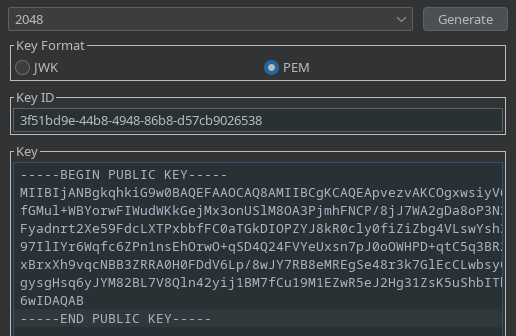 2048
Generate
Key Format
JWK
PEM
Key ID
3f51bd9e-44b8-4948-86b8-d57cb9026538
Key
-----BEGIN PUBLIC KEY-----
MIIBIjANBgkqhkiG9w0BAQEFAAOCAQ8AMIIBCgKCAQEApvezvAKCOgxwsiyV
fGMul+WBYorwFIWudWKkGejMx3onUSlM8OA3PjmhFNCP/8jJ7WA2gDa8oP3N
Fyadnrt2Xe59FdcLXTPxbbfFC0aTGkDIOPZYJ8kR0cly0fiZiZbg4VLswYsh
97IlIYr6Wqfc6ZPn1nsEhOrwO+qSD4Q24FVYeUxsn7pJ0oOWHPD+qtC5q3BR
xBrxXh9vqcNBB3ZRRA0H0FDdV6Lp/8wJY7RB8eMREgSe48r3k7GlEcCLwbsy
gysgHsq6yJYM82BL7V8Qln42yij1BM7fCu19M1EZwR5eJ2Hg31ZsK5uShbIT
6wIDAQAB
-----END PUBLIC KEY-----